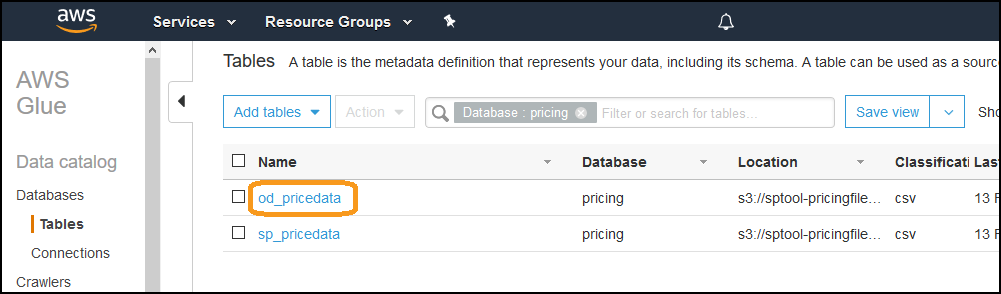 aws Services Resource Groups
AWS Glue
Data catalog
Databases
Tables
Connections
Crawlers
Tables A table is the metadata definition that represents your data, including its schema. A table can be used as a sourc
Add tables Action Database : pricing Filter or search for tables... Save view Sho
Name Database Location Classificati Las
od_pricedata pricing s3://sptool-pricingfile... csv 13 F
sp_pricedata pricing s3://sptool-pricingfile... csv 13 F